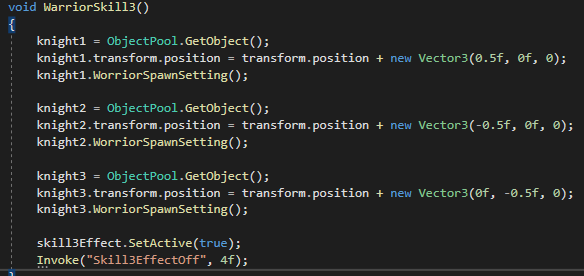 void WarriorSkill3()
{
knight1 = ObjectPool.GetObject();
knight1.transform.position = transform.position + new Vector3(0.5f, 0f, 0);
knight1.WorriorSpawnSetting();
knight2 = ObjectPool.GetObject();
knight2.transform.position = transform.position + new Vector3(-0.5f, 0f, 0);
knight2.WorriorSpawnSetting();
knight3 = ObjectPool.GetObject();
knight3.transform.position = transform.position + new Vector3(0f, -0.5f, 0);
knight3.WorriorSpawnSetting();
skill3Effect.SetActive(true);
Invoke("Skill3EffectOff", 4f);
}